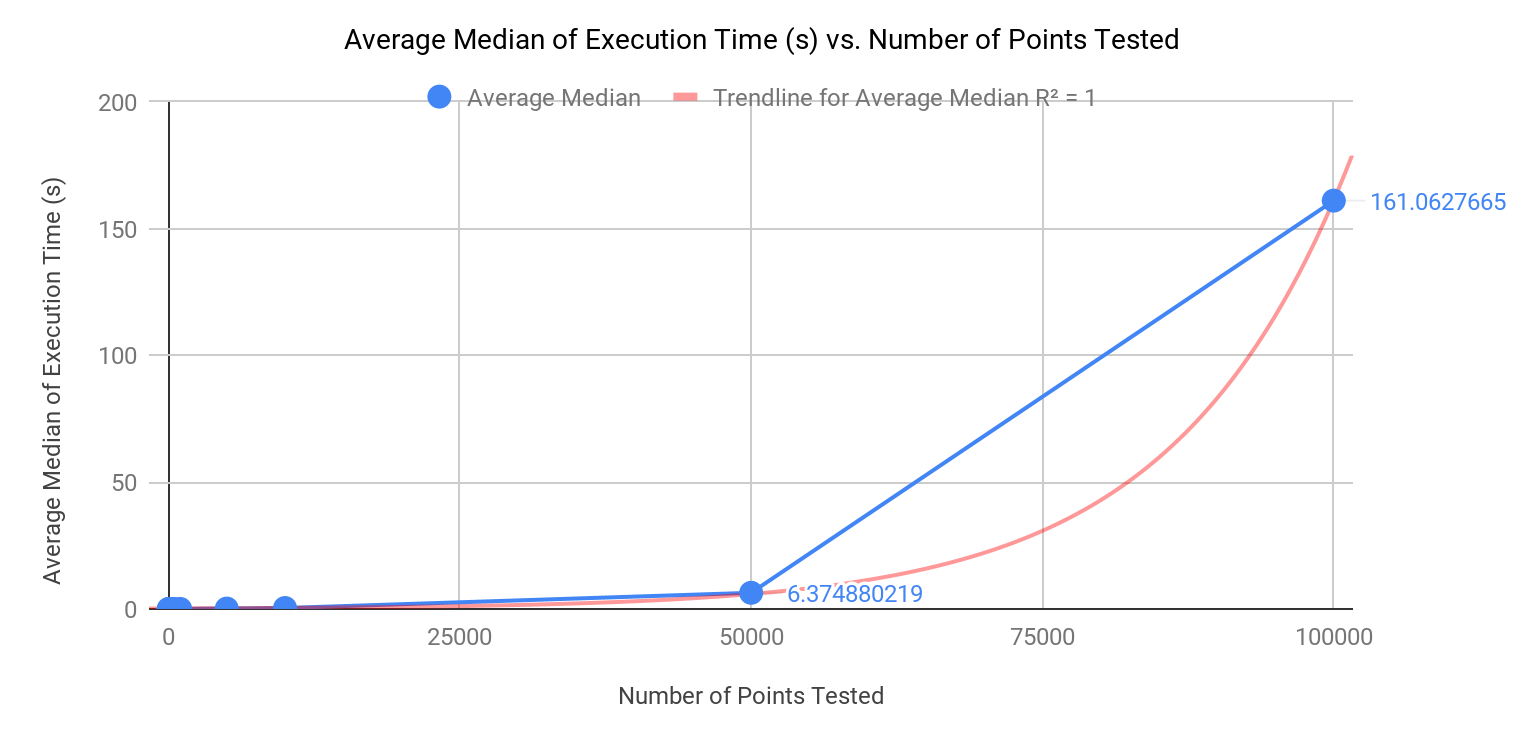 Average Median of Execution Time (s) vs. Number of Points Tested
Average Median
Trendline for Average Median R² = 1
Average Median of Execution Time (s)
200
150
100
50
0
161.0627665
6.374880219
0
25000
50000
75000
100000
Number of Points Tested